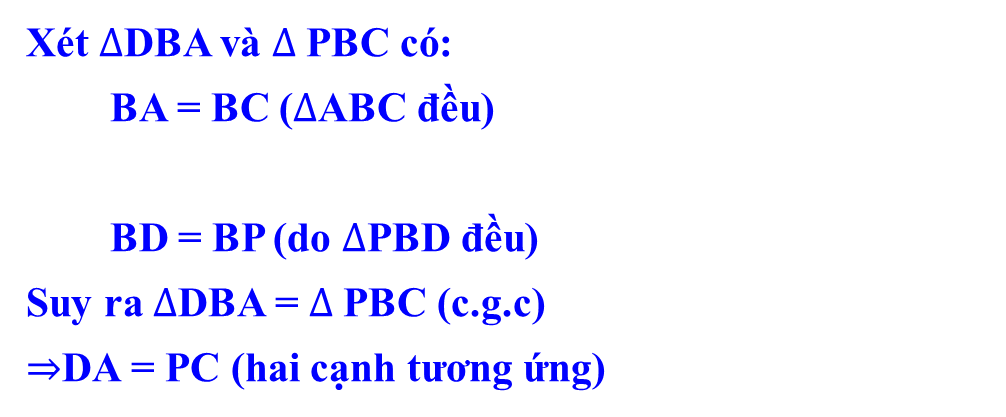 Xét ΔDBA và Δ PBC có:
BA = BC (ΔABC đều)
BD = BP (do ΔPBD đều)
Suy ra ΔDBA = Δ PBC (c.g.c)
⇒DA = PC (hai cạnh tương ứng)